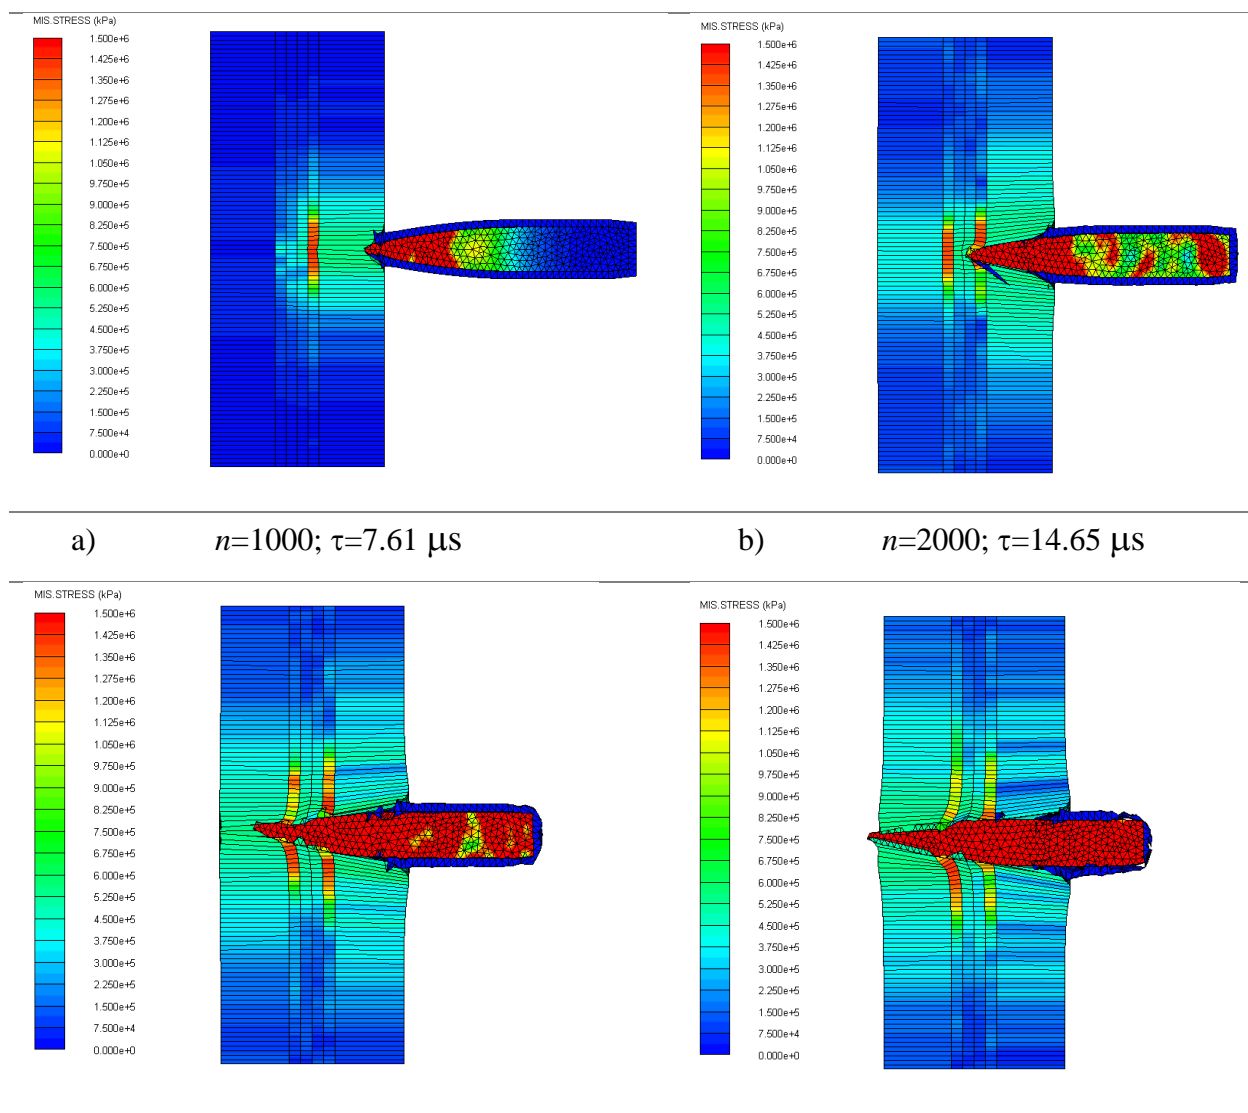 MIS.STRESS (kPa)
1.500e+6
1.425e+6
1.350e+6
1.275e+6
1.200e+6
1.125e+6
1.050e+6
9.750e+5
9.000e+5
8.250e+5
7.500e+5
6.750e+5
6.000e+5
5.250e+5
4.500e+5
3.750e+5
3.000e+5
2.250e+5
1.500e+5
7.500e+4
0.000e+0
MIS.STRESS (kPa)
1.500e+6
1.425e+6
1.350e+6
1.275e+6
1.200e+6
1.125e+6
1.050e+6
9.750e+5
9.000e+5
8.250e+5
7.500e+5
6.750e+5
6.000e+5
5.250e+5
4.500e+5
3.750e+5
3.000e+5
2.250e+5
1.500e+5
7.500e+4
0.000e+0
a) n=1000; τ=7.61 μs
b) n=2000; τ=14.65 μs
MIS.STRESS (kPa)
1.500e+6
1.425e+6
1.350e+6
1.275e+6
1.200e+6
1.125e+6
1.050e+6
9.750e+5
9.000e+5
8.250e+5
7.500e+5
6.750e+5
6.000e+5
5.250e+5
4.500e+5
3.750e+5
3.000e+5
2.250e+5
1.500e+5
7.500e+4
0.000e+0
MIS.STRESS (kPa)
1.500e+6
1.425e+6
1.350e+6
1.275e+6
1.200e+6
1.125e+6
1.050e+6
9.750e+5
9.000e+5
8.250e+5
7.500e+5
6.750e+5
6.000e+5
5.250e+5
4.500e+5
3.750e+5
3.000e+5
2.250e+5
1.500e+5
7.500e+4
0.000e+0